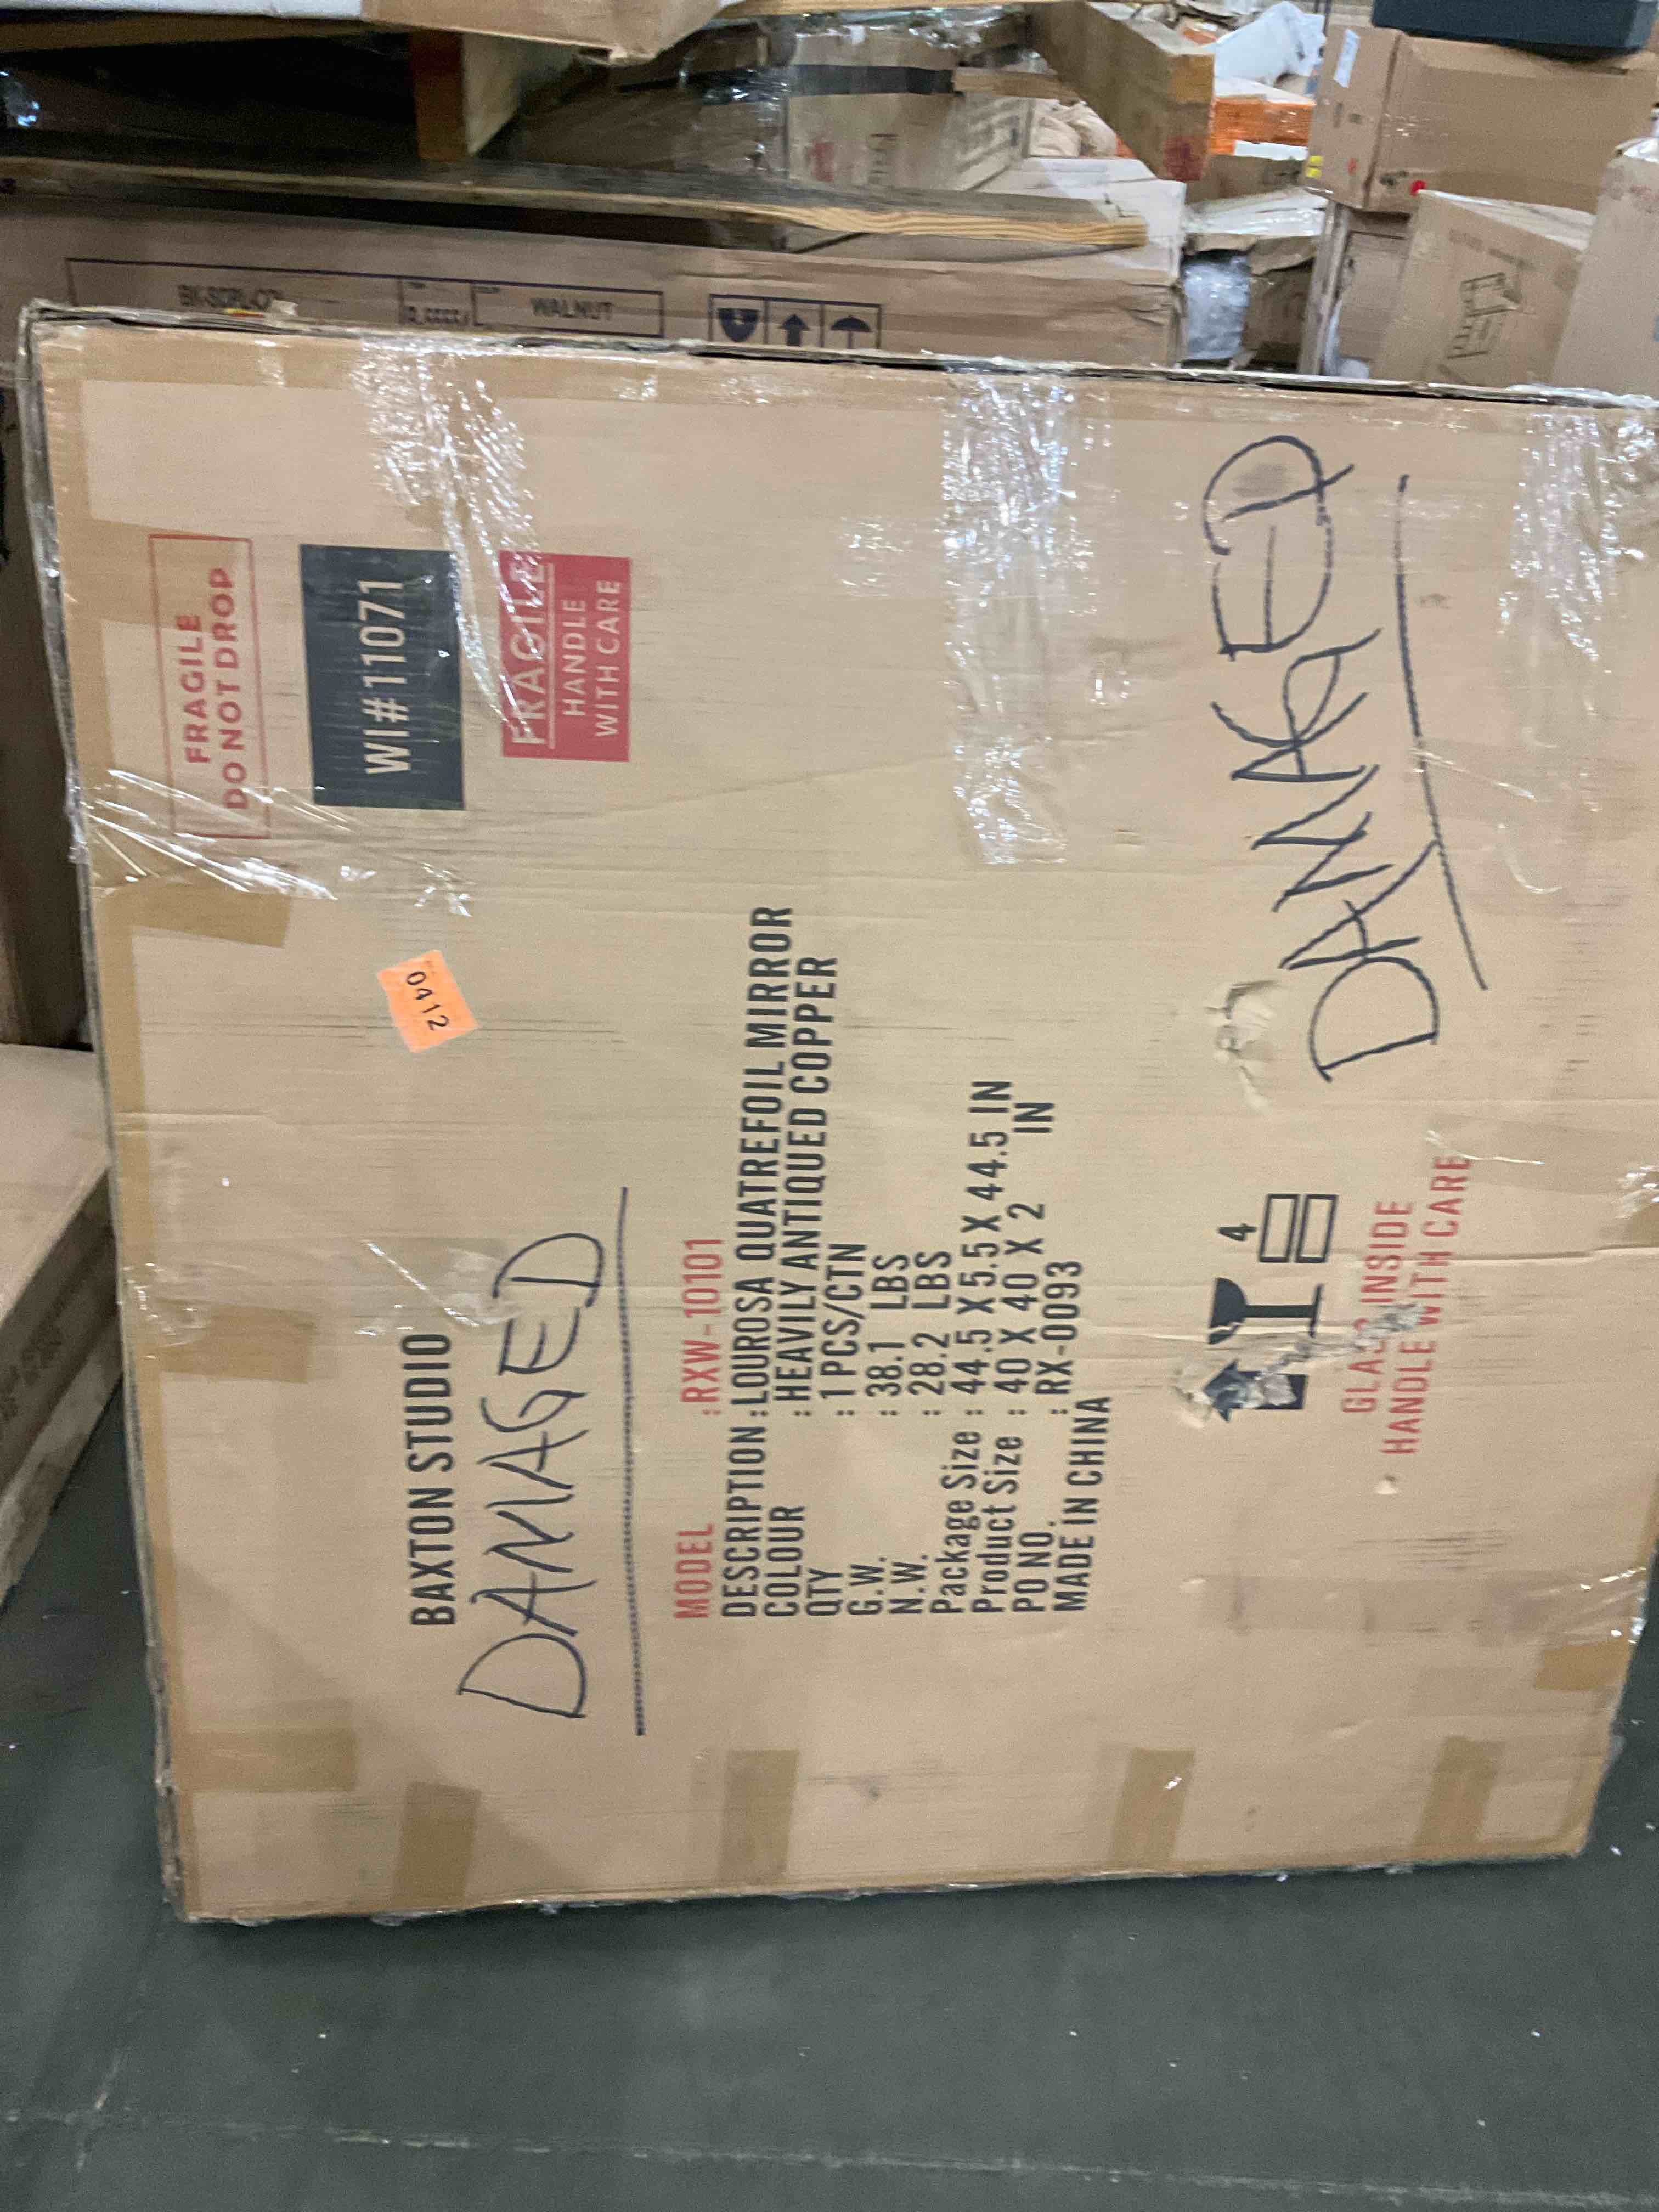 FRAGILE
DO NOT DROP
WI#11071
FRAGILE
HANDLE
WITH CARE
0412
BAXTON STUDIO
DAMAGED
MODEL : RXW-10101
DESCRIPTION : LOUROSA QUATREFOIL MIRROR
COLOUR : HEAVILY ANTIQUED COPPER
QTY : 1 PCS/CTN
G.W. : 38.1 LBS
N.W. : 28.2 LBS
Package Size : 44.5 X 5.5 X 44.5 IN
Product Size : 40 X 40 X 2 IN
PO NO. : RX-0093
MADE IN CHINA
4
GLASS INSIDE
HANDLE WITH CARE
DAMAGED
WALNUT